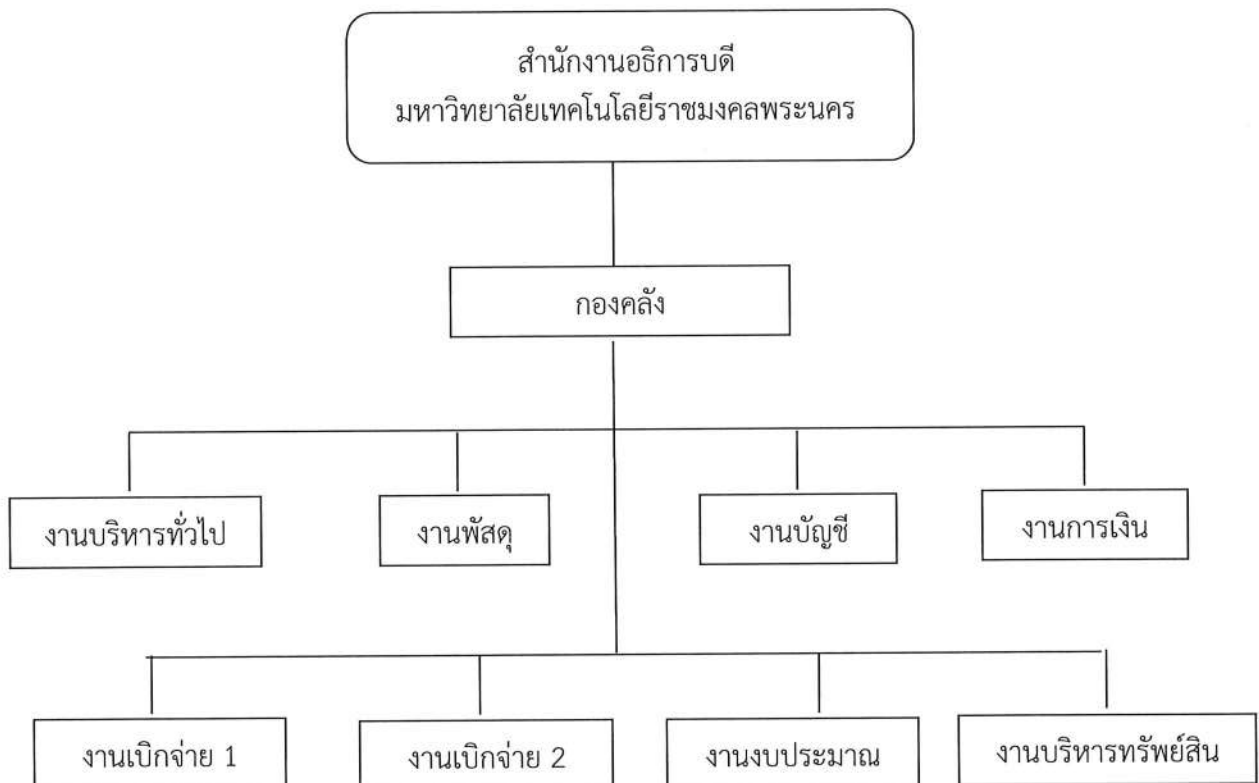 สำนักงานอธิการบดี
มหาวิทยาลัยเทคโนโลยีราชมงคลพระนคร
กองคลัง
งานบริหารทั่วไป
งานพัสดุ
งานบัญชี
งานการเงิน
งานเบิกจ่าย 1
งานเบิกจ่าย 2
งานงบประมาณ
งานบริหารทรัพย์สิน